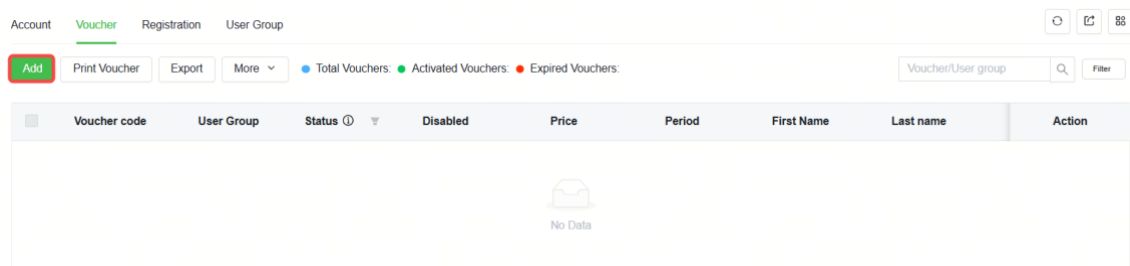 Account Voucher Registration User Group
Add Print Voucher Export More Total Vouchers: Activated Vouchers: Expired Vouchers: Voucher/User group Filter
Voucher code User Group Status Disabled Price Period First Name Last name Action
No Data